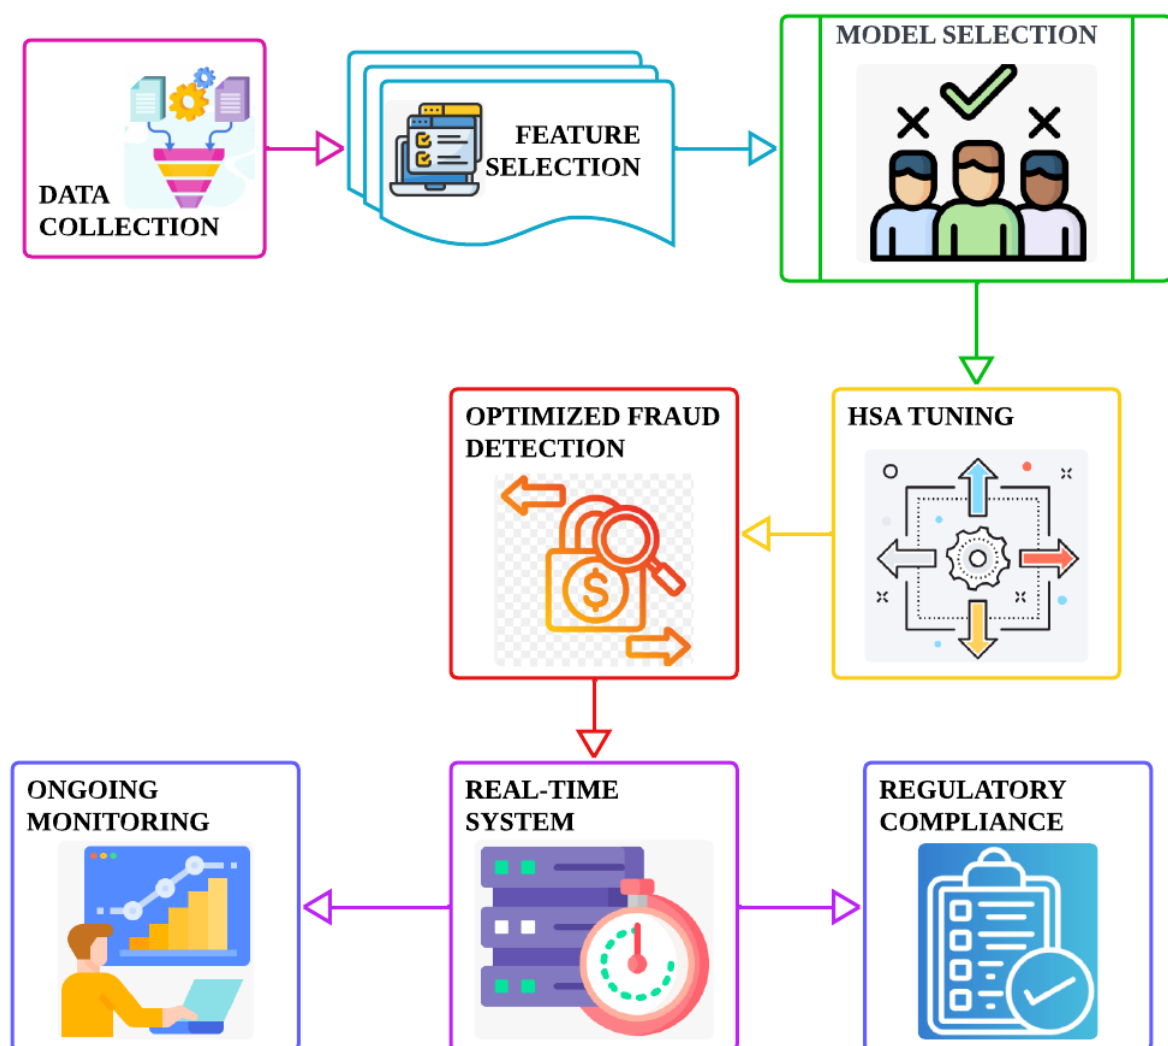 DATA
COLLECTION
FEATURE
SELECTION
MODEL SELECTION
HSA TUNING
OPTIMIZED FRAUD
DETECTION
$
ONGOING
MONITORING
REAL-TIME
SYSTEM
REGULATORY
COMPLIANCE